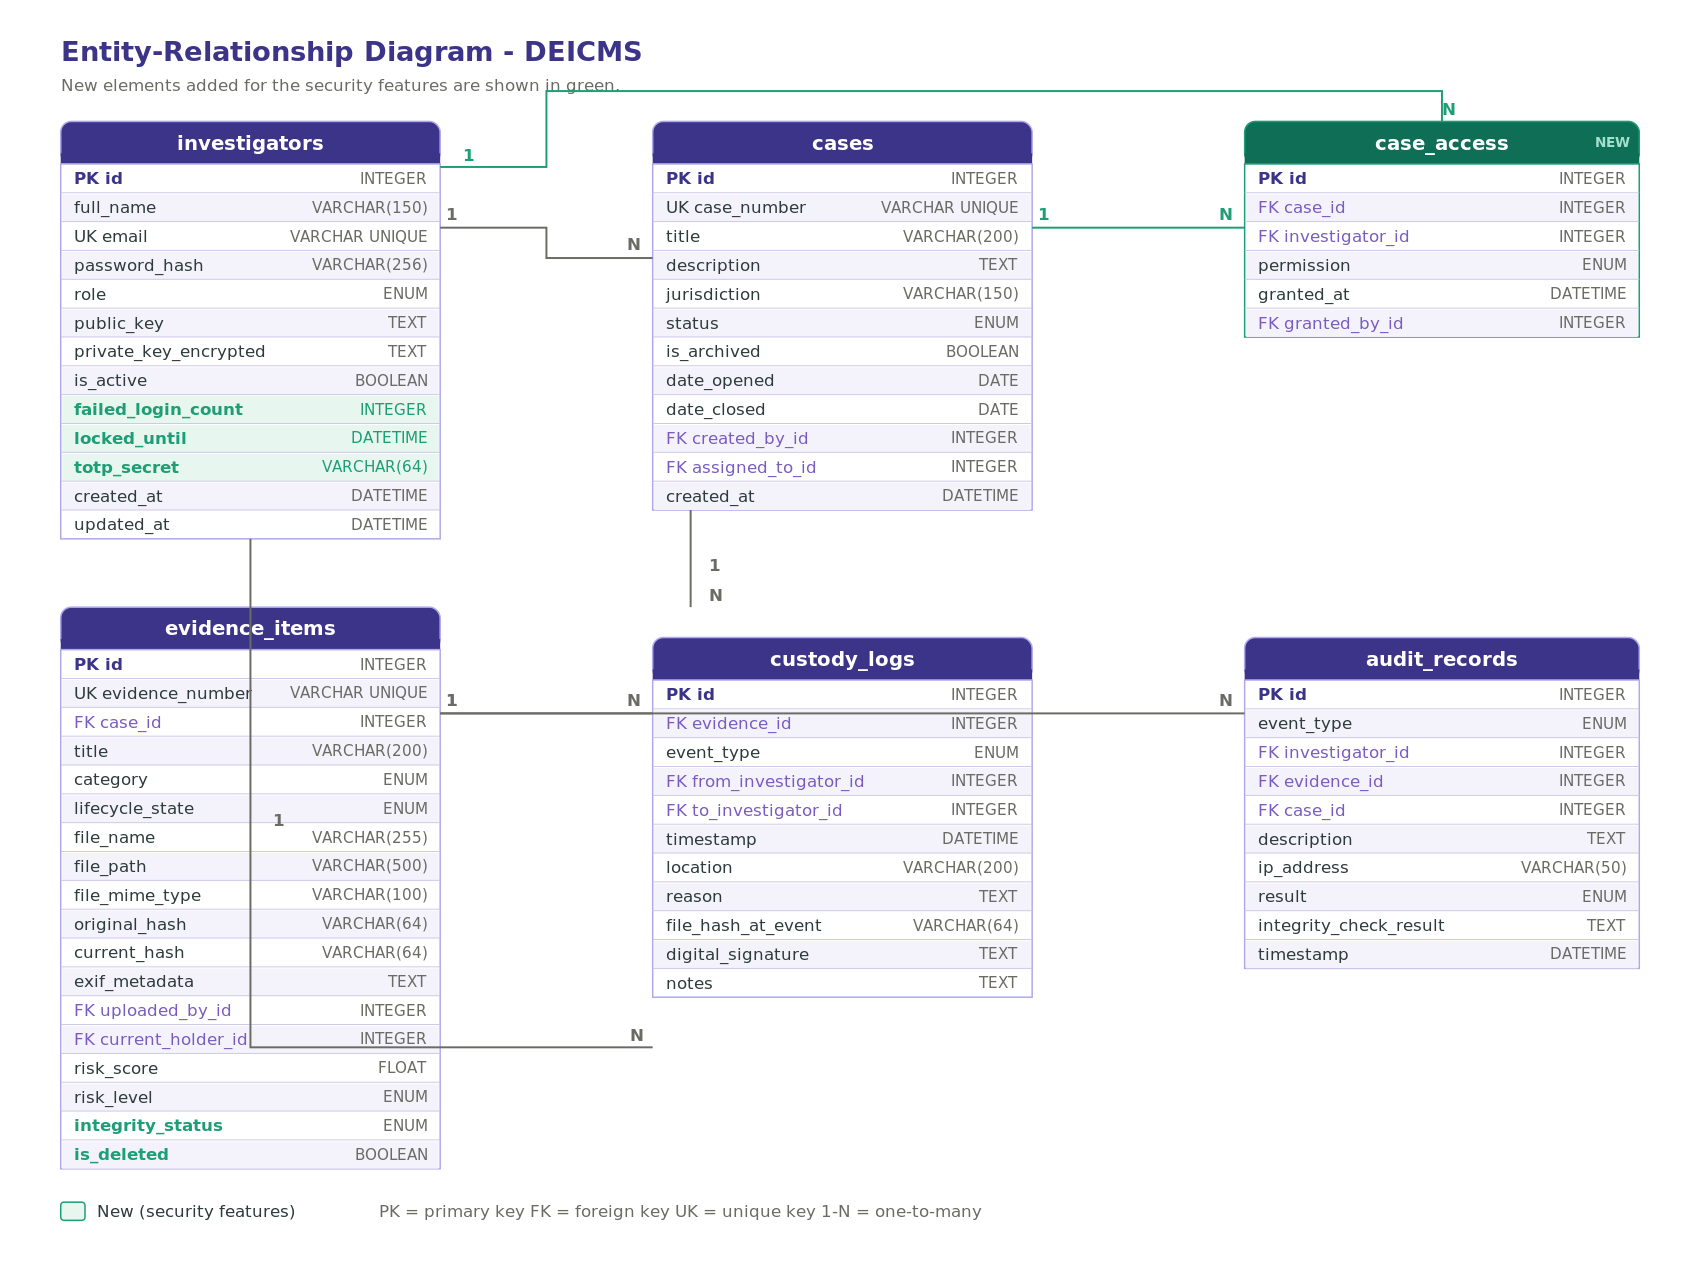 Entity-Relationship Diagram - DEICMS
New elements added for the security features are shown in green.
investigators
PK id INTEGER
full_name VARCHAR(150)
UK email VARCHAR UNIQUE
password_hash VARCHAR(256)
role ENUM
public_key TEXT
private_key_encrypted TEXT
is_active BOOLEAN
failed_login_count INTEGER
locked_until DATETIME
totp_secret VARCHAR(64)
created_at DATETIME
updated_at DATETIME
1
1
N
cases
PK id INTEGER
UK case_number VARCHAR UNIQUE
title VARCHAR(200)
description TEXT
jurisdiction VARCHAR(150)
status ENUM
is_archived BOOLEAN
date_opened DATE
date_closed DATE
FK created_by_id INTEGER
FK assigned_to_id INTEGER
created_at DATETIME
1
N
N
case_access NEW
PK id INTEGER
FK case_id INTEGER
FK investigator_id INTEGER
permission ENUM
granted_at DATETIME
FK granted_by_id INTEGER
1
N
evidence_items
PK id INTEGER
UK evidence_number VARCHAR UNIQUE
FK case_id INTEGER
title VARCHAR(200)
category ENUM
lifecycle_state ENUM
1
file_name VARCHAR(255)
file_path VARCHAR(500)
file_mime_type VARCHAR(100)
original_hash VARCHAR(64)
current_hash VARCHAR(64)
exif_metadata TEXT
FK uploaded_by_id INTEGER
FK current_holder_id INTEGER
risk_score FLOAT
risk_level ENUM
integrity_status ENUM
is_deleted BOOLEAN
1
N
N
custody_logs
PK id INTEGER
FK evidence_id INTEGER
event_type ENUM
FK from_investigator_id INTEGER
FK to_investigator_id INTEGER
timestamp DATETIME
location VARCHAR(200)
reason TEXT
file_hash_at_event VARCHAR(64)
digital_signature TEXT
notes TEXT
N
audit_records
PK id INTEGER
event_type ENUM
FK investigator_id INTEGER
FK evidence_id INTEGER
FK case_id INTEGER
description TEXT
ip_address VARCHAR(50)
result ENUM
integrity_check_result TEXT
timestamp DATETIME
New (security features)
PK = primary key FK = foreign key UK = unique key 1-N = one-to-many